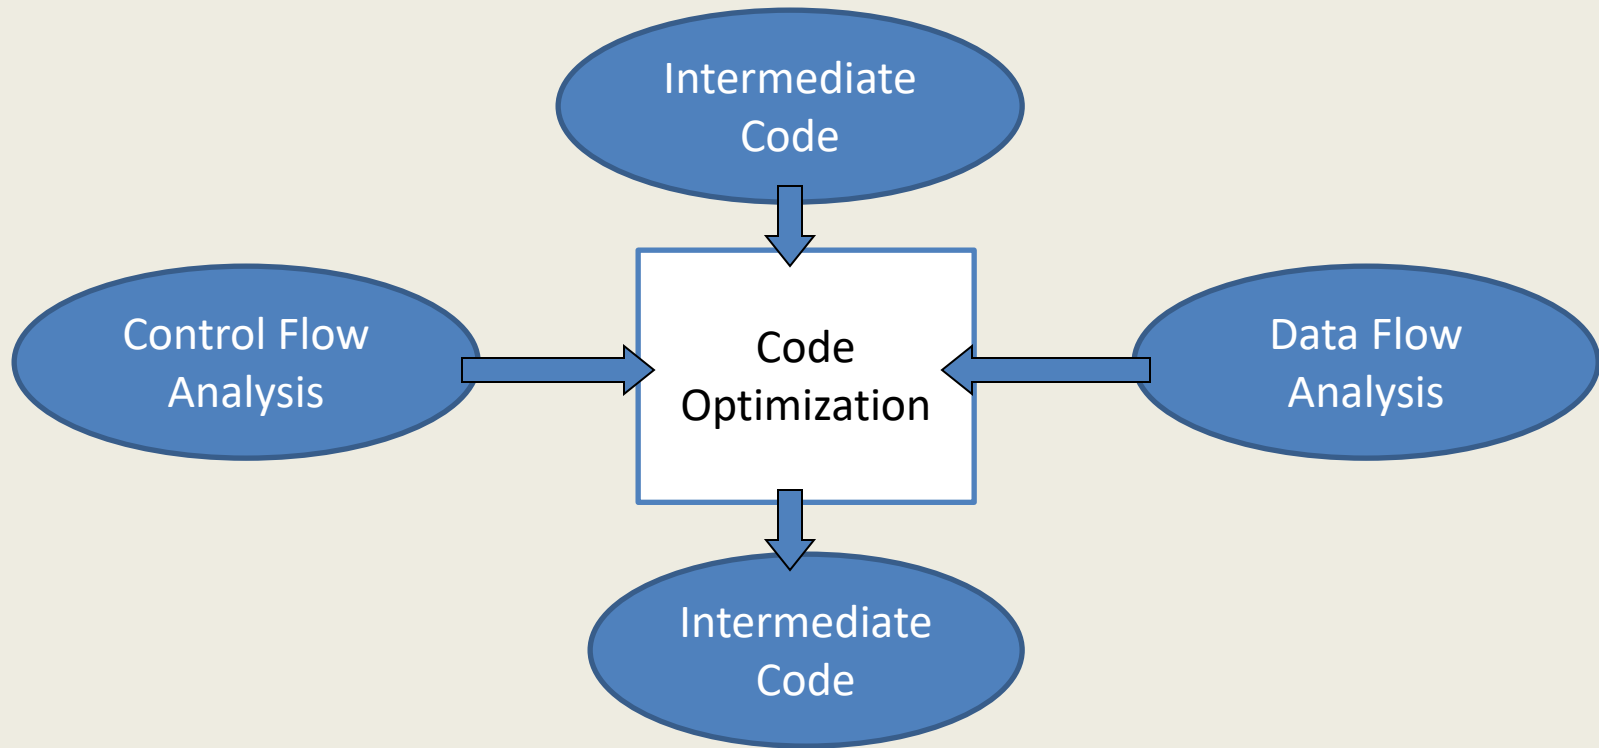 Intermediate
Code
Control Flow
Analysis
Code
Optimization
Data Flow
Analysis
Intermediate
Code